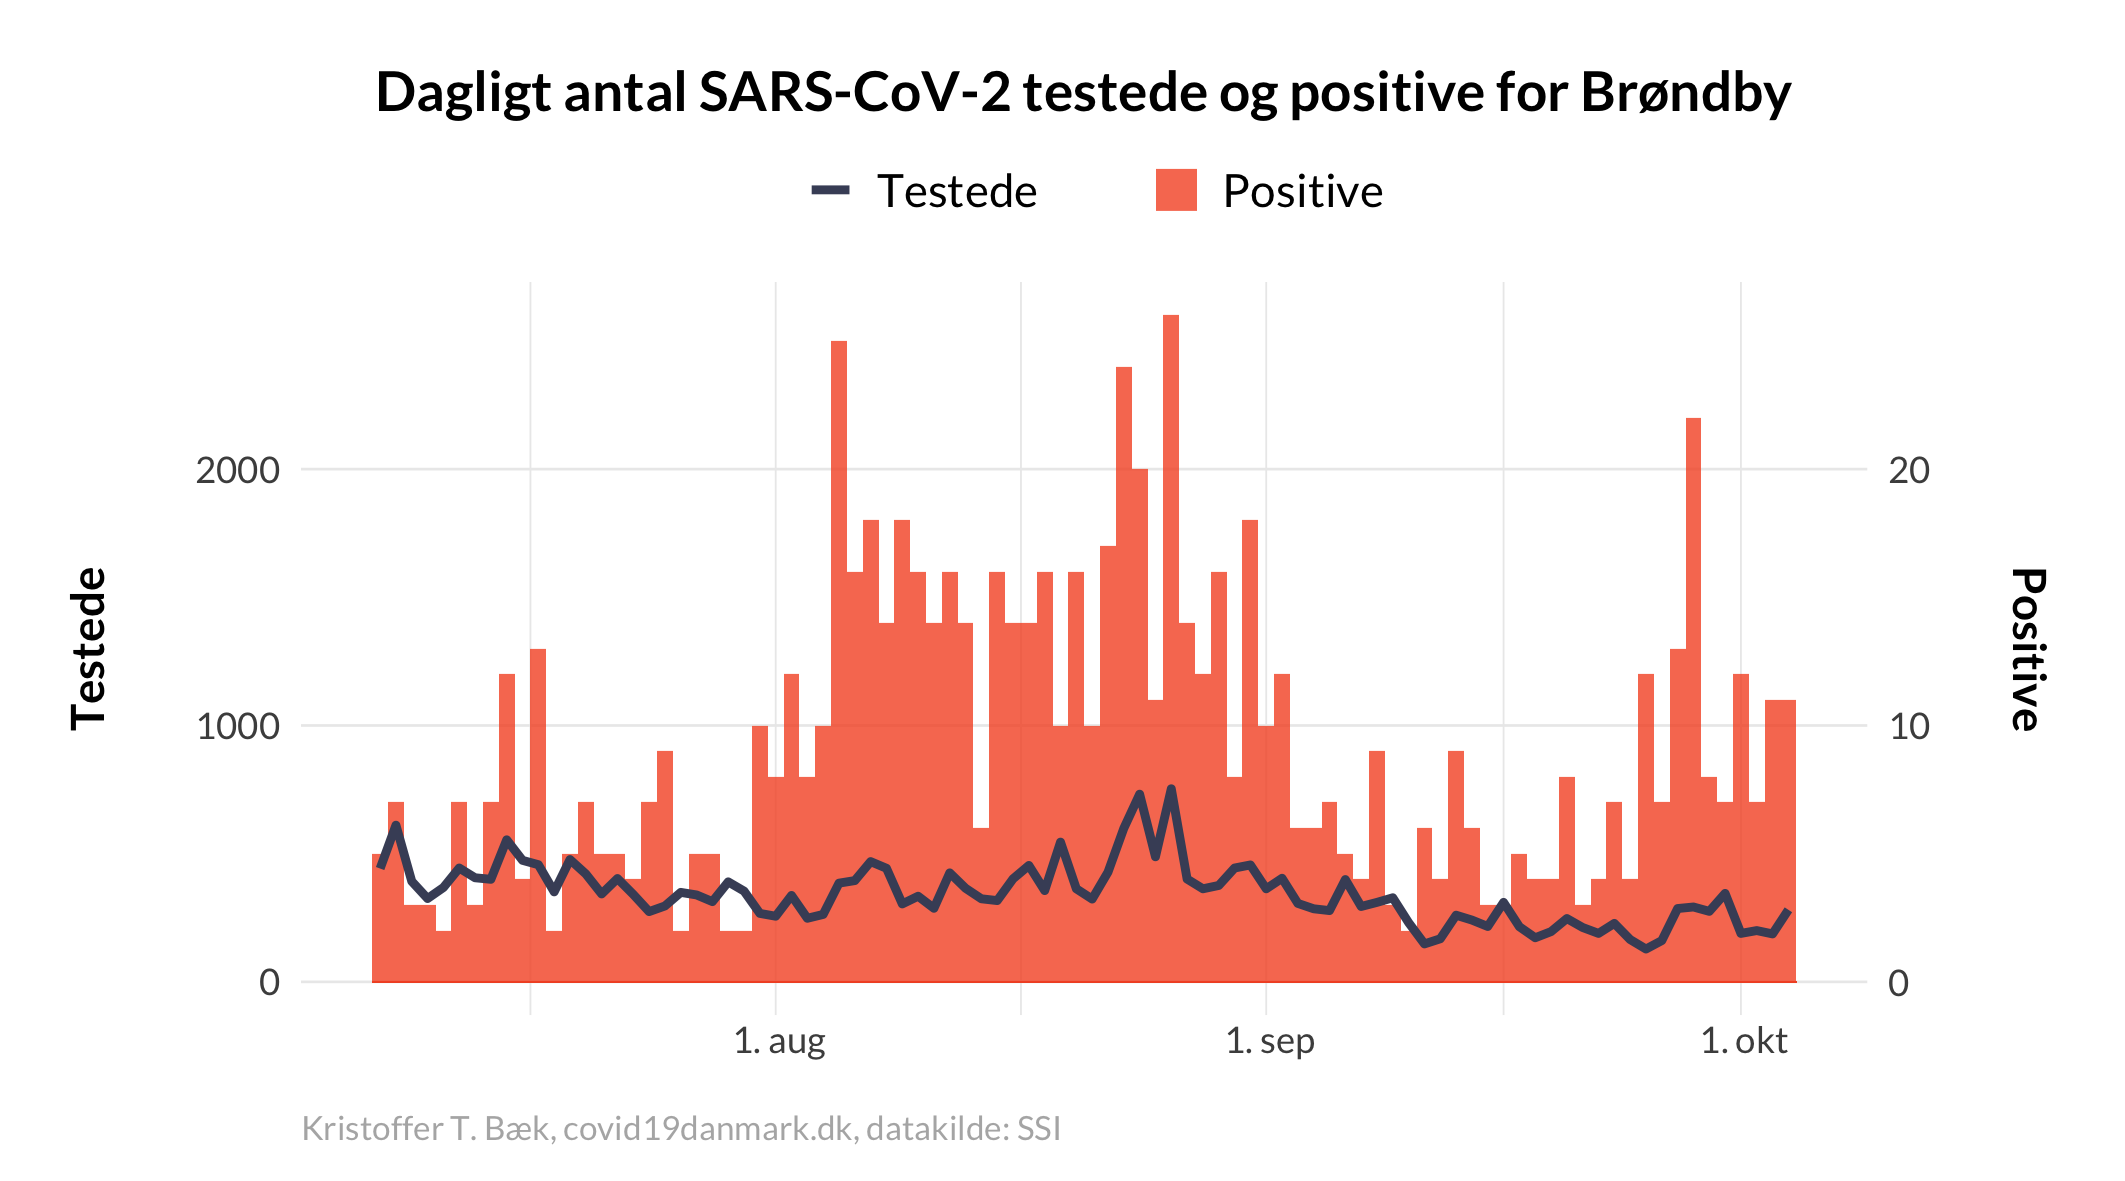 Dagligt antal SARS-CoV-2 testede og positive for Brøndby
Testede
Positive
2000
1000
0
20
10
0
Testede
Positive
1. aug
1. sep
1. okt
Kristoffer T. Bæk, covid19danmark.dk, datakilde: SSI